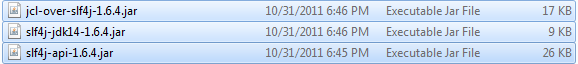 jcl-over-slf4j-1.6.4.jar 10/31/2011 6:46 PM Executable Jar File 17 KB
slf4j-jdk14-1.6.4.jar 10/31/2011 6:46 PM Executable Jar File 9 KB
slf4j-api-1.6.4.jar 10/31/2011 6:45 PM Executable Jar File 26 KB